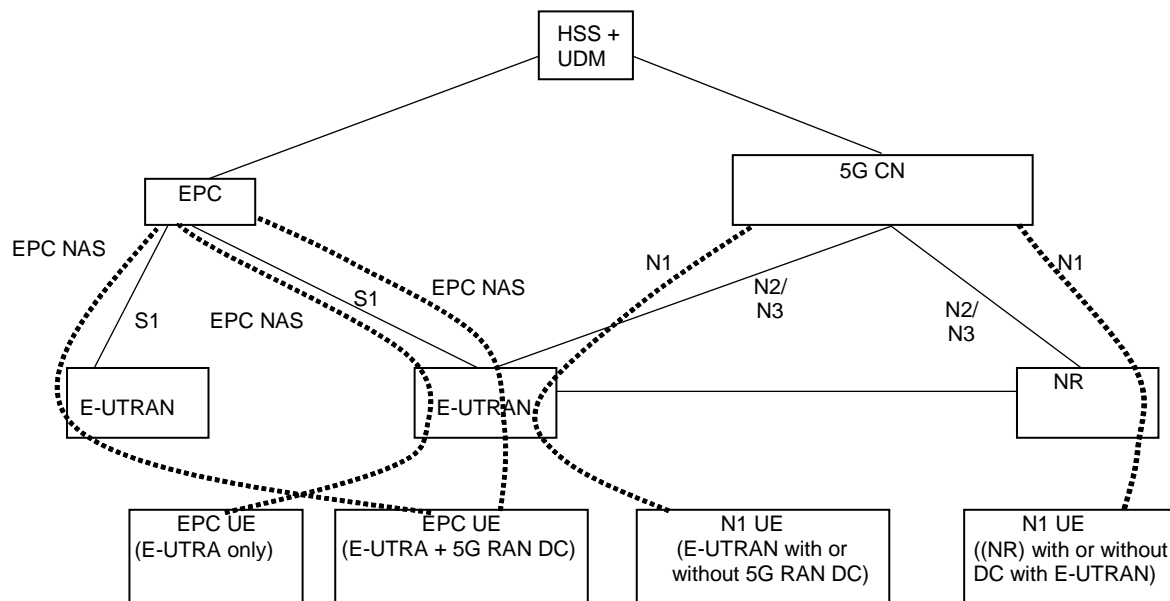 HSS +
UDM
EPC
5G CN
EPC NAS
S1
EPC NAS
S1
EPC NAS
N1
N2/
N3
N2/
N3
N1
E-UTRAN
E-UTRAN
NR
EPC UE
(E-UTRA only)
EPC UE
(E-UTRA + 5G RAN DC)
N1 UE
(E-UTRAN with or
without 5G RAN DC)
N1 UE
((NR) with or without
DC with E-UTRAN)